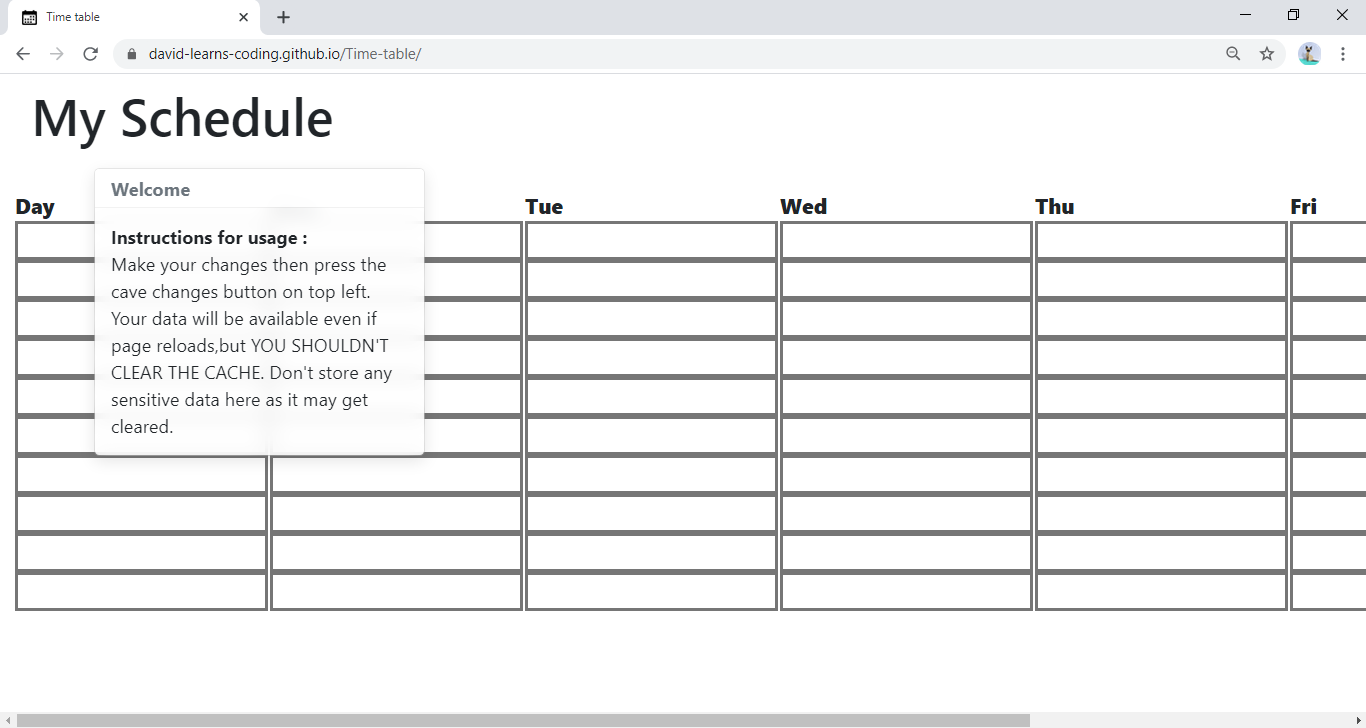 Time table
david-learns-coding.github.io/Time-table/
My Schedule
Welcome
Day Tue Wed Thu Fri
Instructions for usage :
Make your changes then press the
cave changes button on top left.
Your data will be available even if
page reloads,but YOU SHOULDN'T
CLEAR THE CACHE. Don't store any
sensitive data here as it may get
cleared.